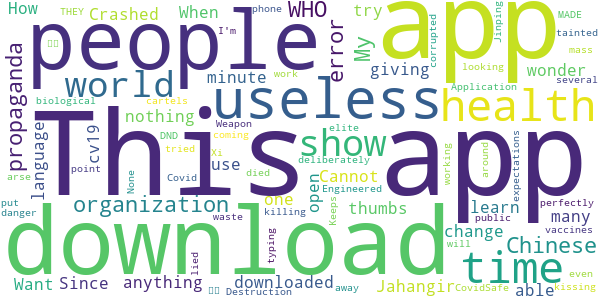 How THEY Crashed When WHO phone try MADE Jinping tainted
people I'm error My app corrupted mass
propaganda world minute giving looking wonder several
biological nothing work useless Application health
language cv19 cartels Weapon coming DND show elite
This app
point tried use Xi deliberately Cannot working around expectations
arse None Covid died Engineered open perfectly
put danger organization one thumbs learn public many vaccines
waste killing Keeps
download time change Chinese
lied typing will
Want Since anything downloaded Jahangir able even
Destruction away CovidSafe kissing